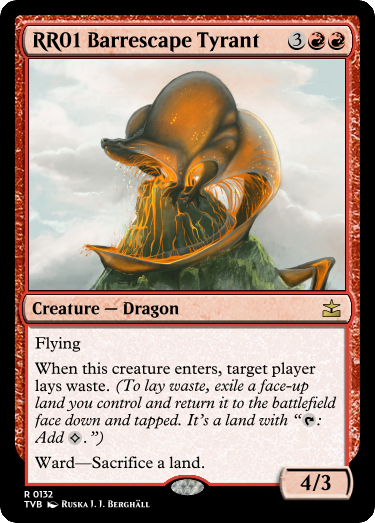 RR01 Barrescape Tyrant 3
Creature — Dragon
Flying
When this creature enters, target player
lays waste. (To lay waste, exile a face-up
land you control and return it to the battlefield
face down and tapped. It's a land with ":
Add .")
Ward—Sacrifice a land.
4/3
R 0132
TVB Ruska I. I. Berghäll